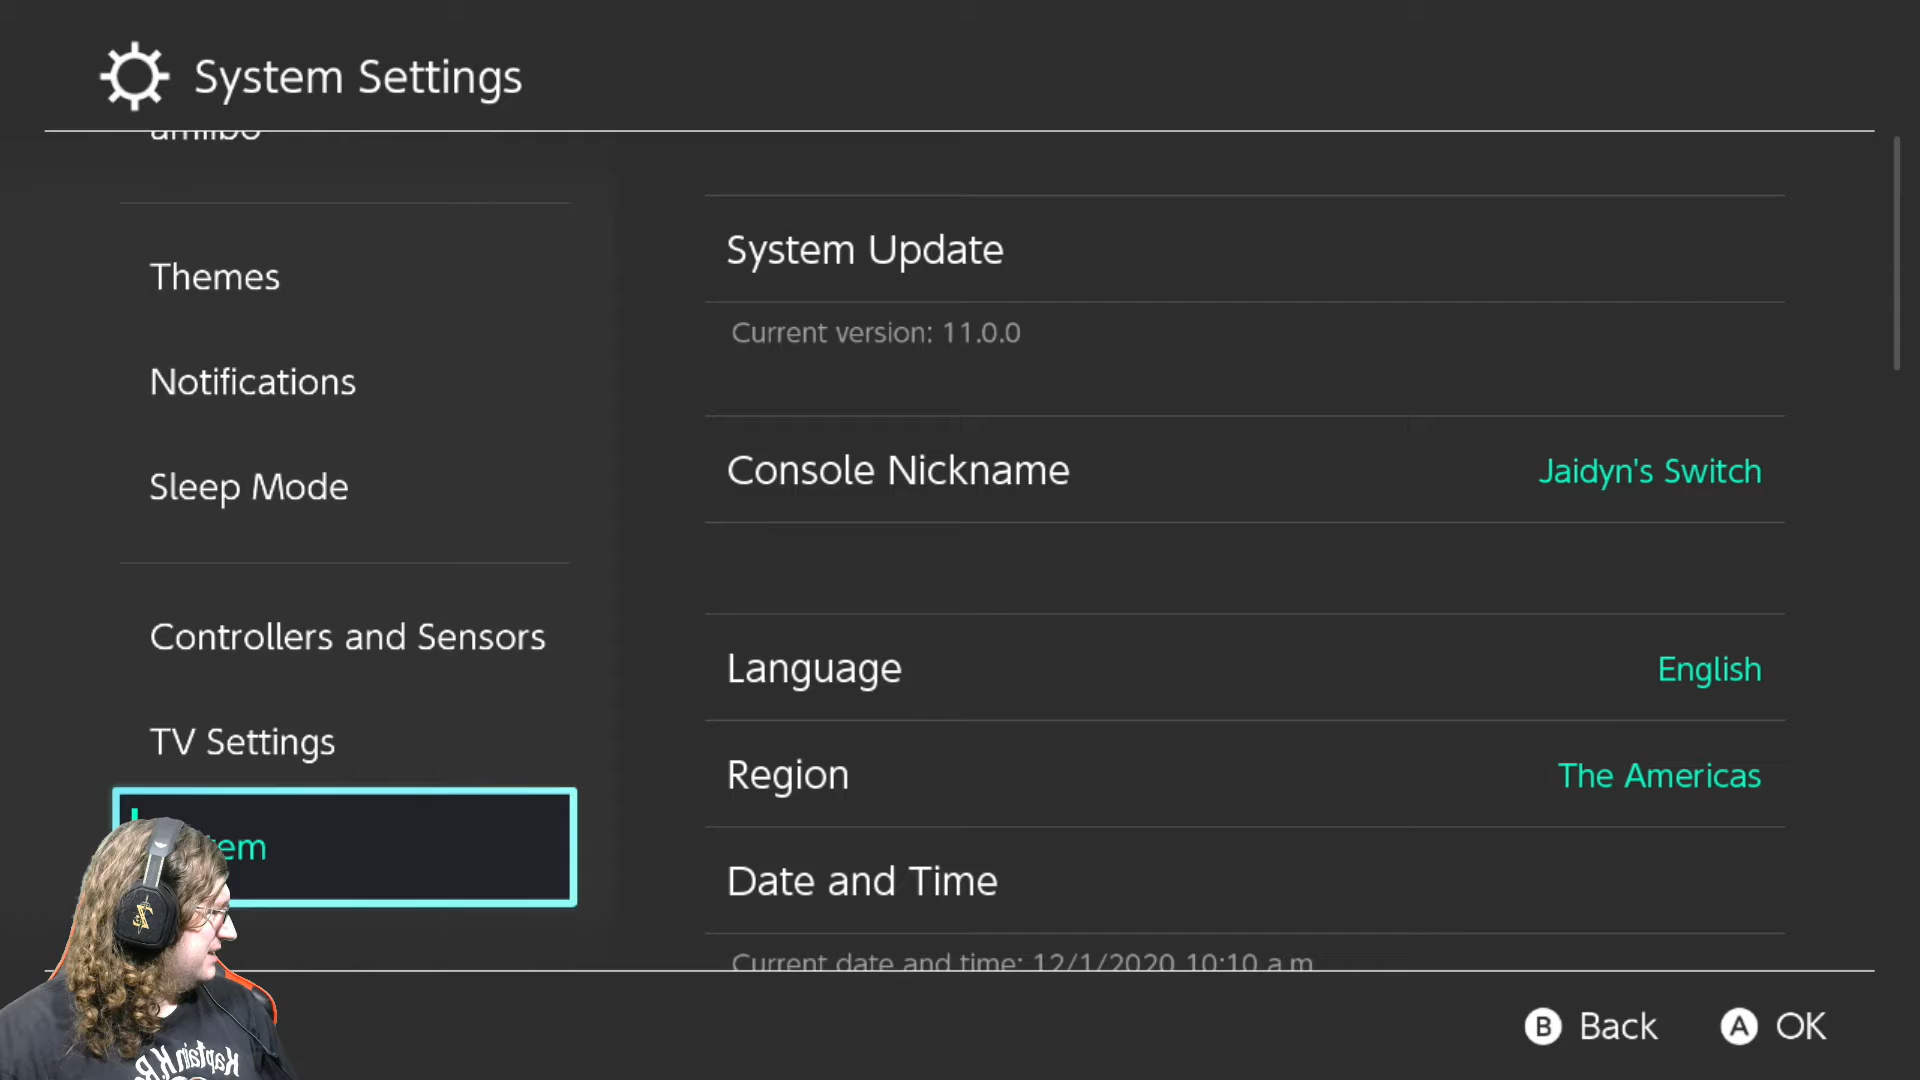 System Settings
amiibo
Themes
Notifications
Sleep Mode
Controllers and Sensors
TV Settings
tem
System Update
Current version: 11.0.0
Console Nickname
Jaidyn's Switch
Language
English
Region
The Americas
Date and Time
Current date and time: 12/1/2020 10:10 a.m.
B Back
A OK